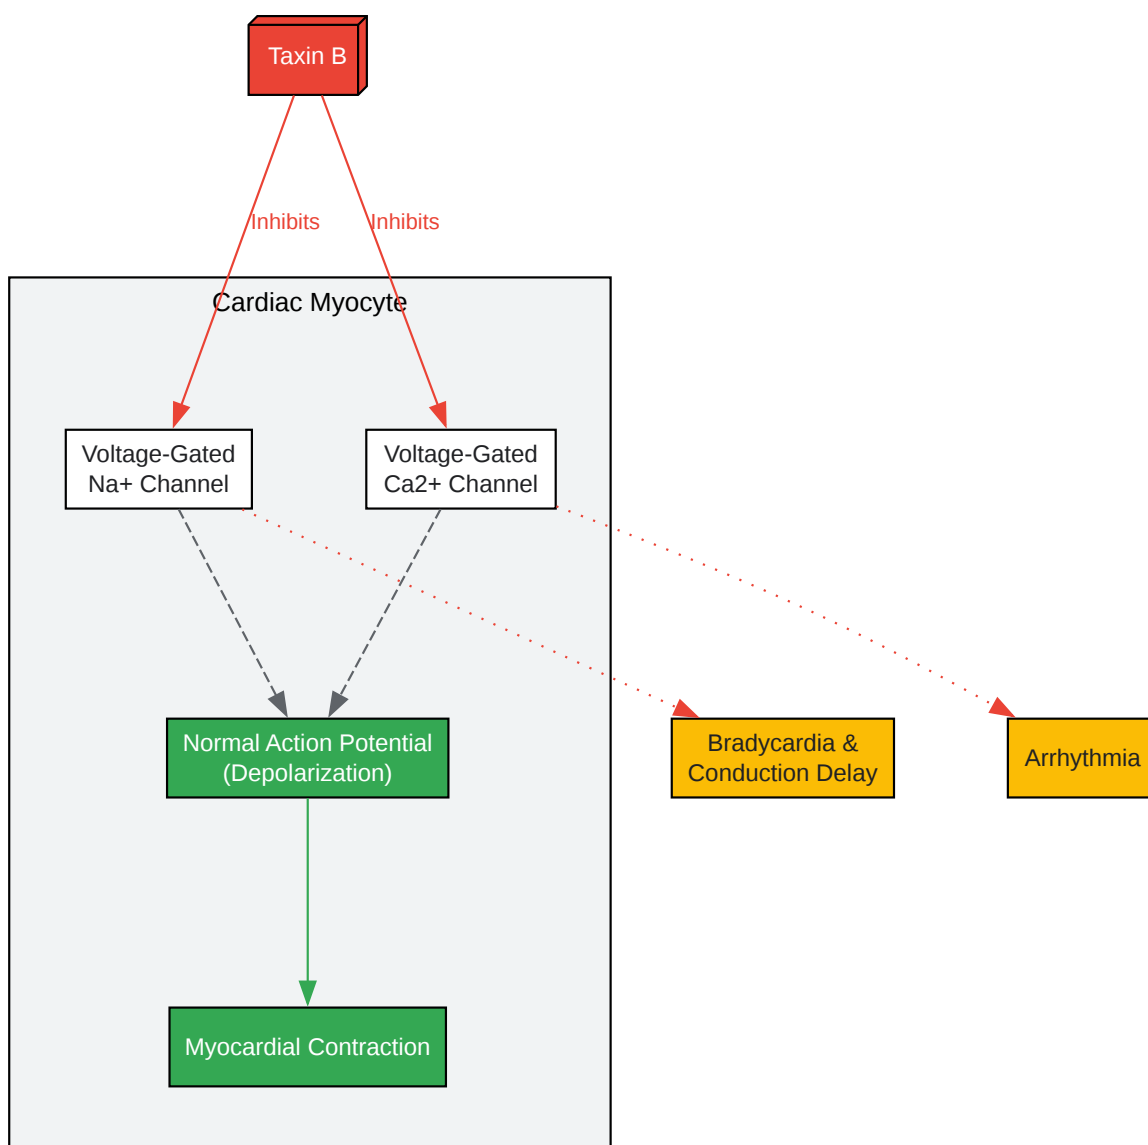 Taxin B
Inhibits
Inhibits
Cardiac Myocyte
Voltage-Gated
Na+ Channel
Voltage-Gated
Ca2+ Channel
Normal Action Potential
(Depolarization)
Bradycardia &
Conduction Delay
Arrhythmia
Myocardial Contraction